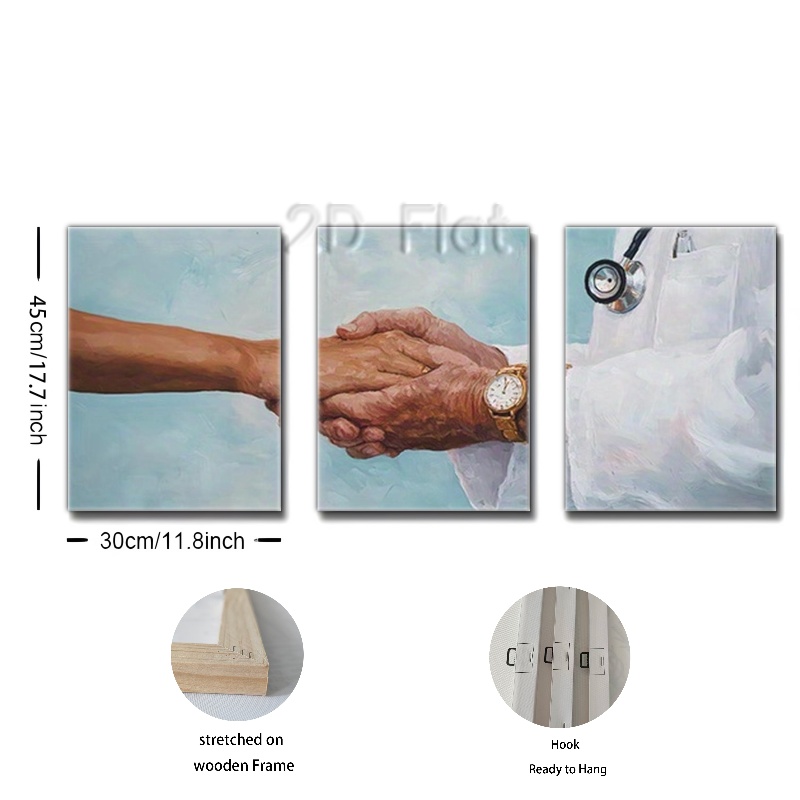 2D Flat
45cm/17.7inch
30cm/11.8inch
stretched on
wooden Frame
Hook
Ready to Hang